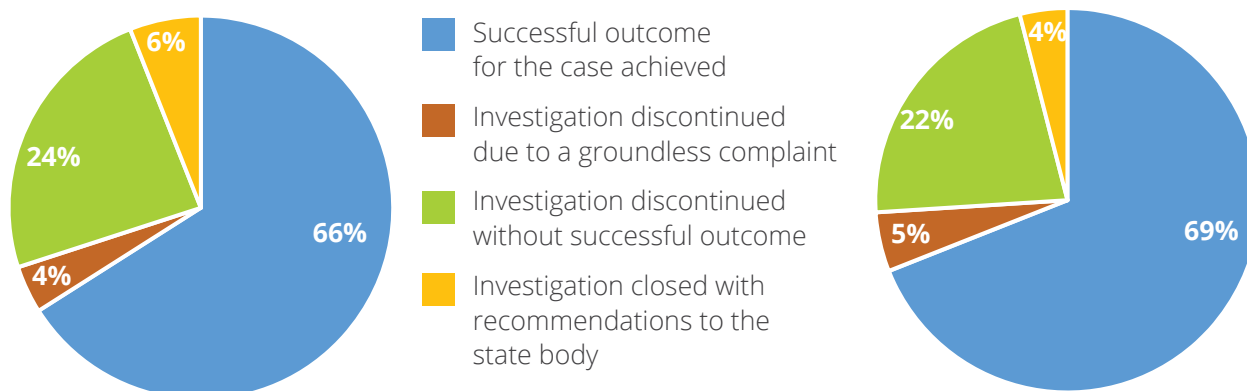 6%
24%
4%
66%
Successful outcome
for the case achieved
Investigation discontinued
due to a groundless complaint
Investigation discontinued
without successful outcome
Investigation closed with
recommendations to the
state body
4%
22%
5%
69%